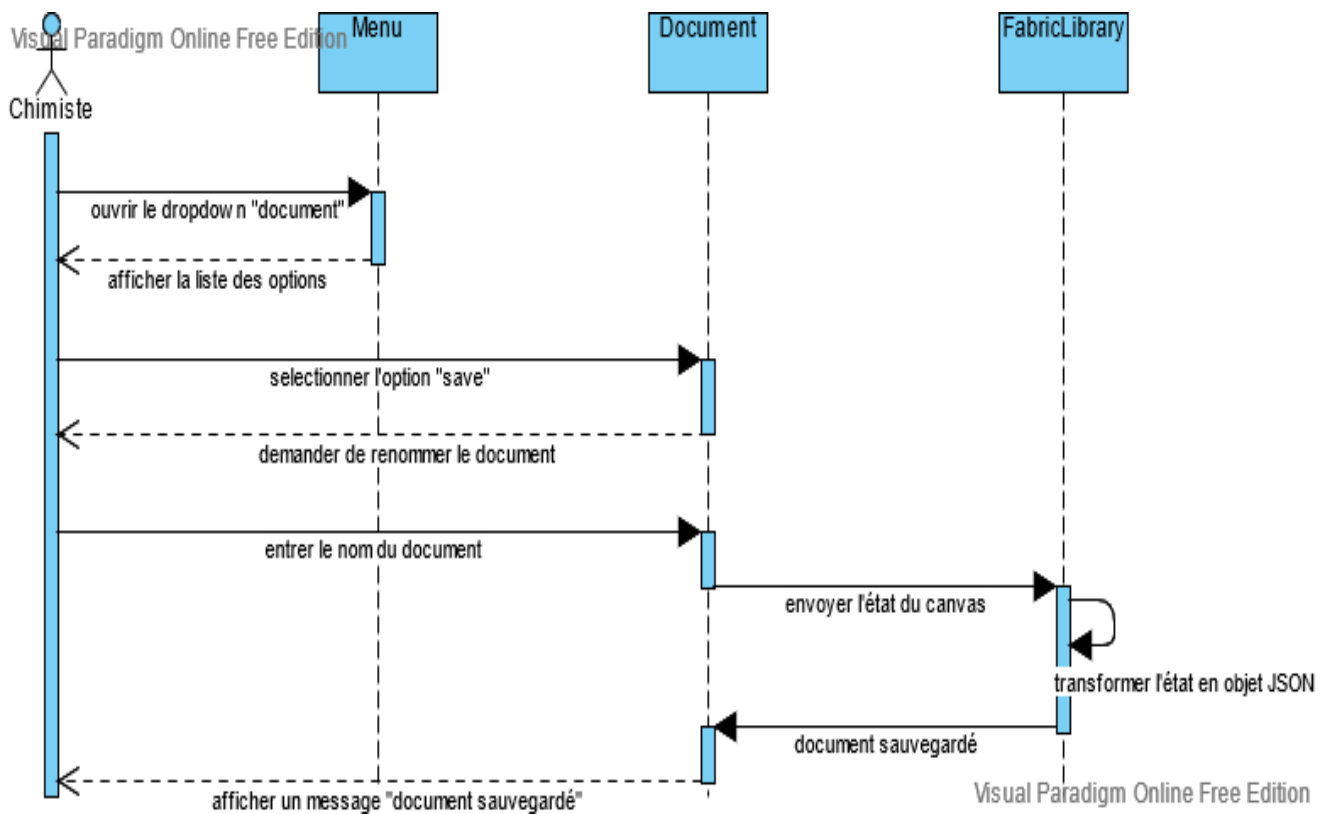 Visual Paradigm Online Free Edition
Menu
Document
FabricLibrary
Chimiste
ouvrir le dropdown "document"
afficher la liste des options
selectionner l'option "save"
demander de renommer le document
entrer le nom du document
envoyer l'état du canvas
transformer l'état en objet JSON
document sauvegardé
afficher un message "document sauvegardé"
Visual Paradigm Online Free Edition